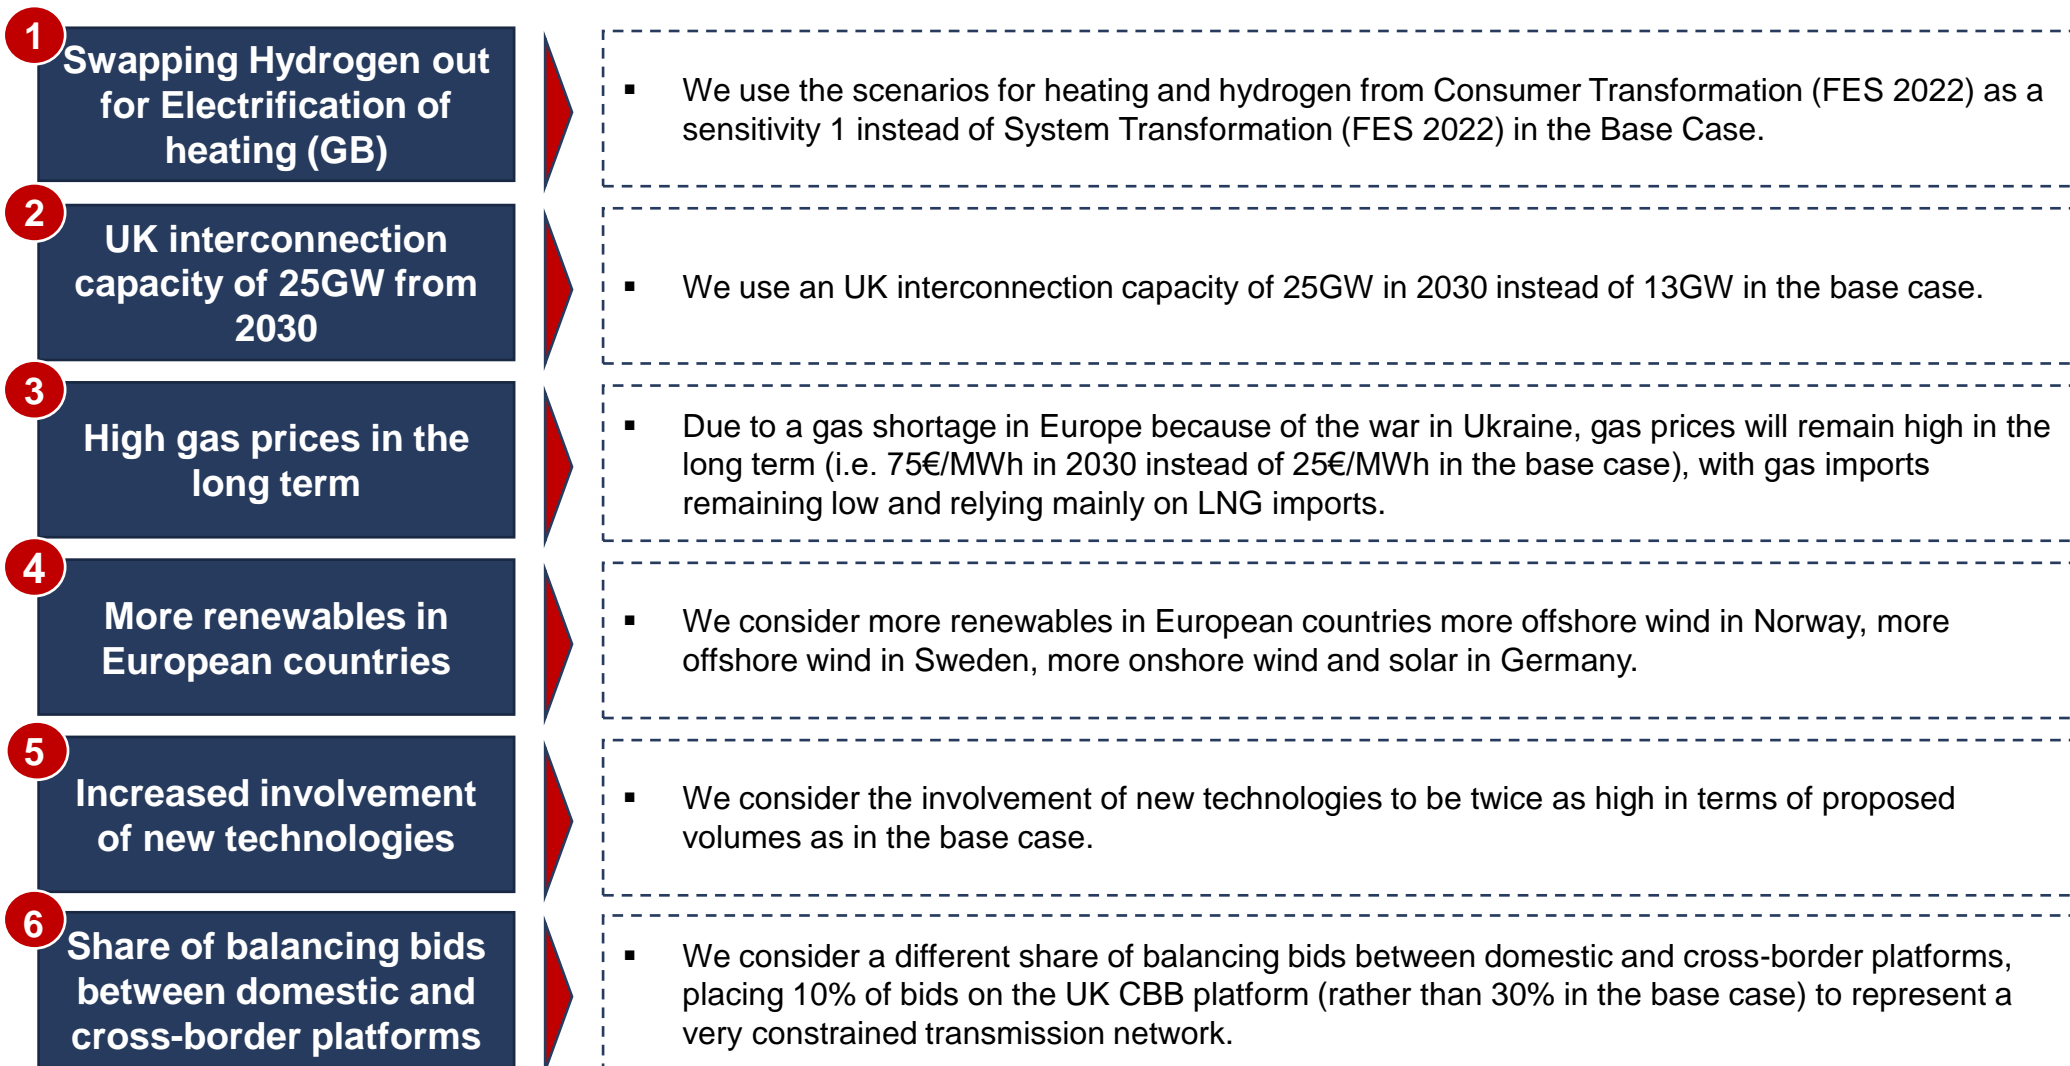 1
Swapping Hydrogen out
for Electrification of
heating (GB)
▪ We use the scenarios for heating and hydrogen from Consumer Transformation (FES 2022) as a
sensitivity 1 instead of System Transformation (FES 2022) in the Base Case.
2
UK interconnection
capacity of 25GW from
2030
▪ We use an UK interconnection capacity of 25GW in 2030 instead of 13GW in the base case.
3
High gas prices in the
long term
▪ Due to a gas shortage in Europe because of the war in Ukraine, gas prices will remain high in the
long term (i.e. 75€/MWh in 2030 instead of 25€/MWh in the base case), with gas imports
remaining low and relying mainly on LNG imports.
4
More renewables in
European countries
▪ We consider more renewables in European countries more offshore wind in Norway, more
offshore wind in Sweden, more onshore wind and solar in Germany.
5
Increased involvement
of new technologies
▪ We consider the involvement of new technologies to be twice as high in terms of proposed
volumes as in the base case.
6
Share of balancing bids
between domestic and
cross-border platforms
▪ We consider a different share of balancing bids between domestic and cross-border platforms,
placing 10% of bids on the UK CBB platform (rather than 30% in the base case) to represent a
very constrained transmission network.